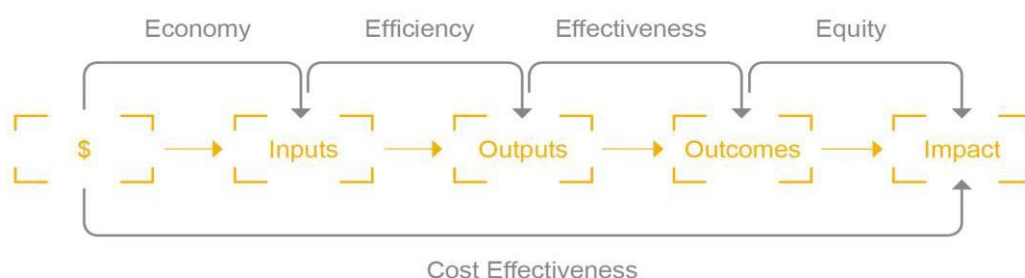 Economy Efficiency Effectiveness Equity
$ Inputs Outputs Outcomes Impact
Cost Effectiveness